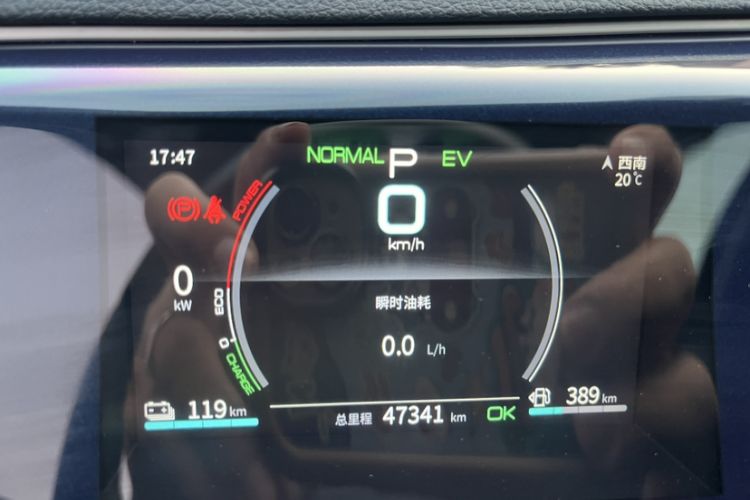 17:47
NORMAL P EV
西南
20℃
POWER
0
km/h
0
kW
ECO
瞬时油耗
0
0.0 L/h
CHARGE
119 km
389 km
总里程 47341 km OK